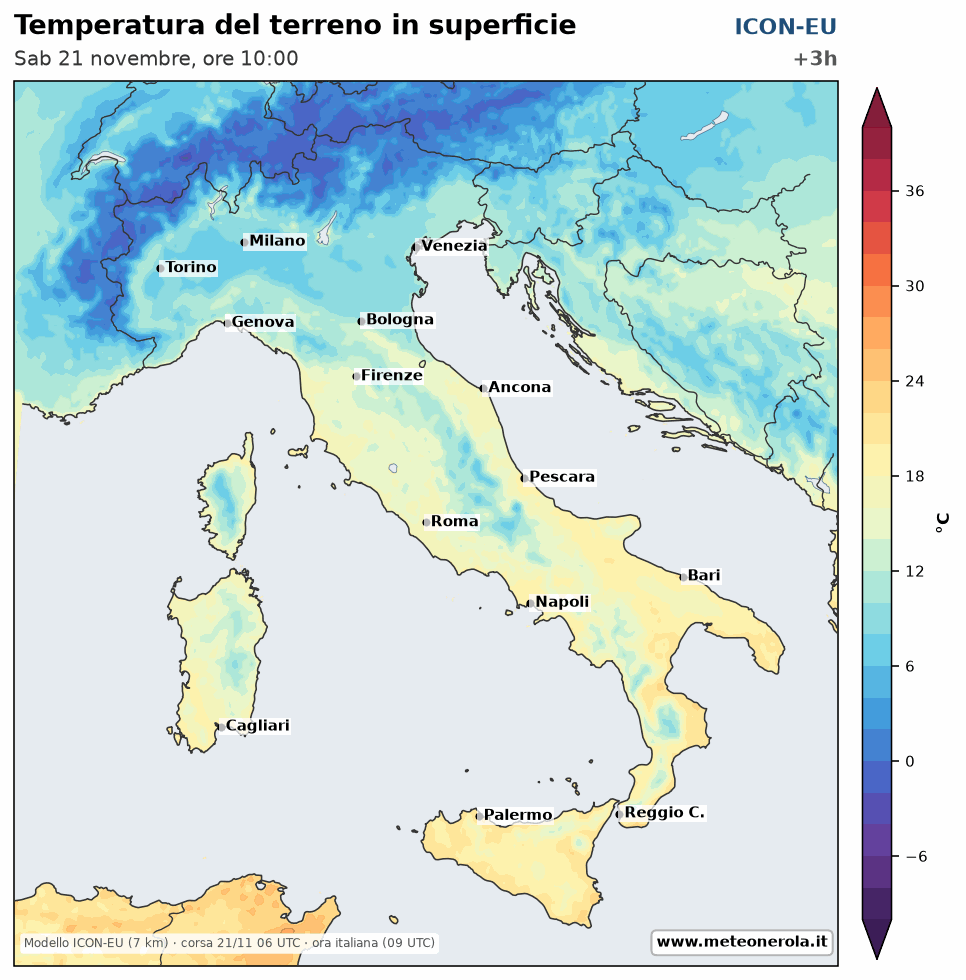 Temperatura del terreno in superficie
ICON-EU
Sab 21 novembre, ore 10:00
+3h
Milano
Venezia
Torino
Genova
Bologna
Firenze
Ancona
Pescara
Roma
Bari
Napoli
Cagliari
Palermo
Reggio C.
36
30
24
18
12
6
0
−6
°C
Modello ICON-EU (7 km) · corsa 21/11 06 UTC · ora italiana (09 UTC)
www.meteonerola.it